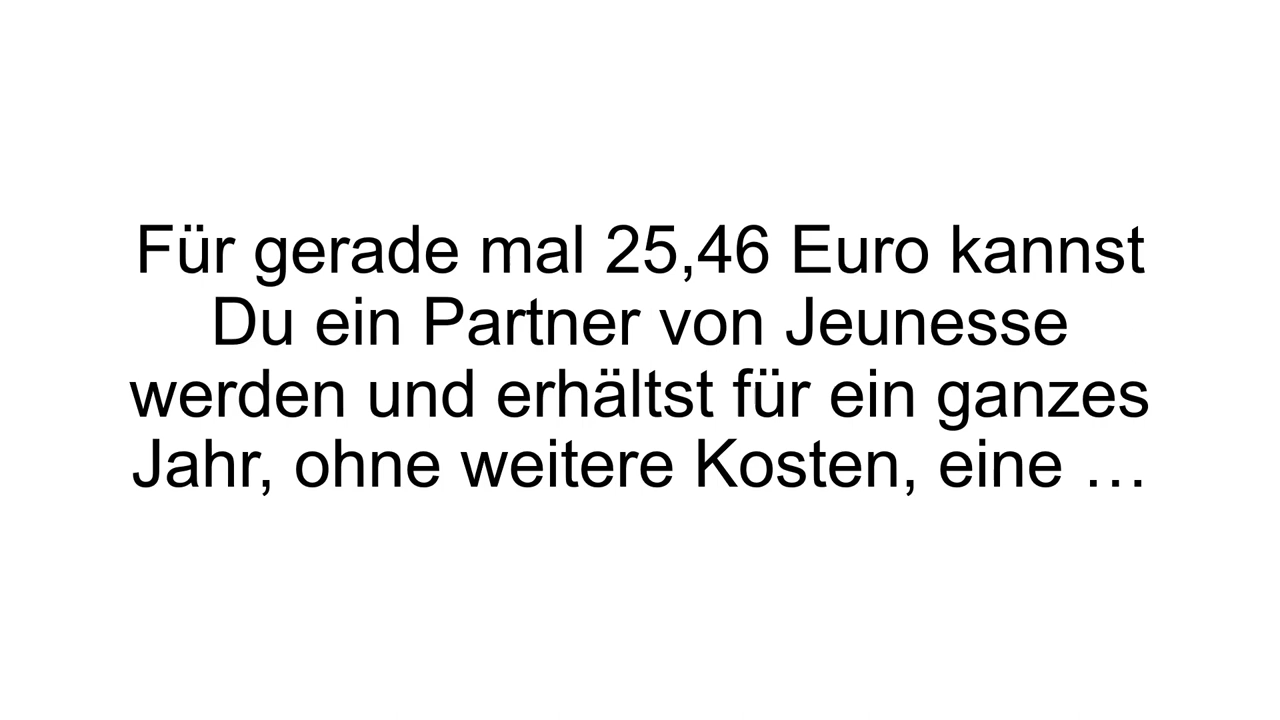 Für gerade mal 25,46 Euro kannst
Du ein Partner von Jeunesse
werden und erhältst für ein ganzes
Jahr, ohne weitere Kosten, eine …